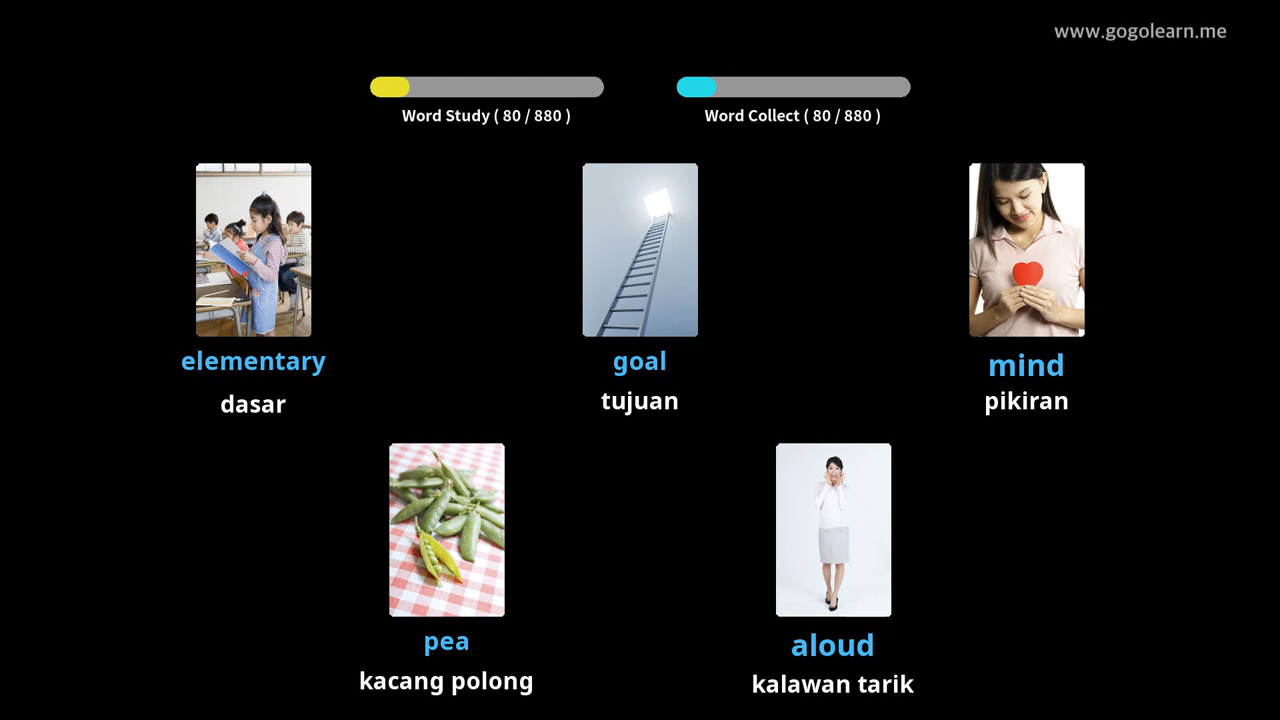 www.gogolearn.me
Word Study ( 80 / 880 )
Word Collect ( 80 / 880 )
elementary
dasar
goal
tujuan
mind
pikiran
pea
kacang polong
aloud
kalawan tarik